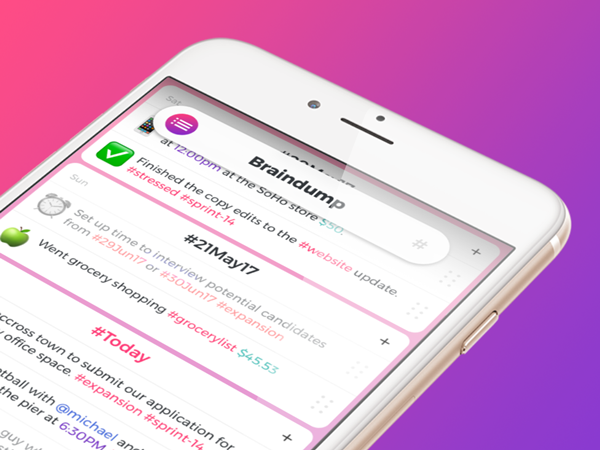 Sat
Braindump
#
at 12:00pm at the SoHo store $50.
Finished the copy edits to the #website update.
#stressed #sprint-14
Sun
#21May17
+
Set up time to interview potential candidates
from #29Jun17 or #30Jun17 #expansion
Went grocery shopping #grocerylist $45.53
#Today
+
accross town to submit our application for
office space. #expansion #sprint-14
with @michael and
the pier at 6:30PM
guy
+